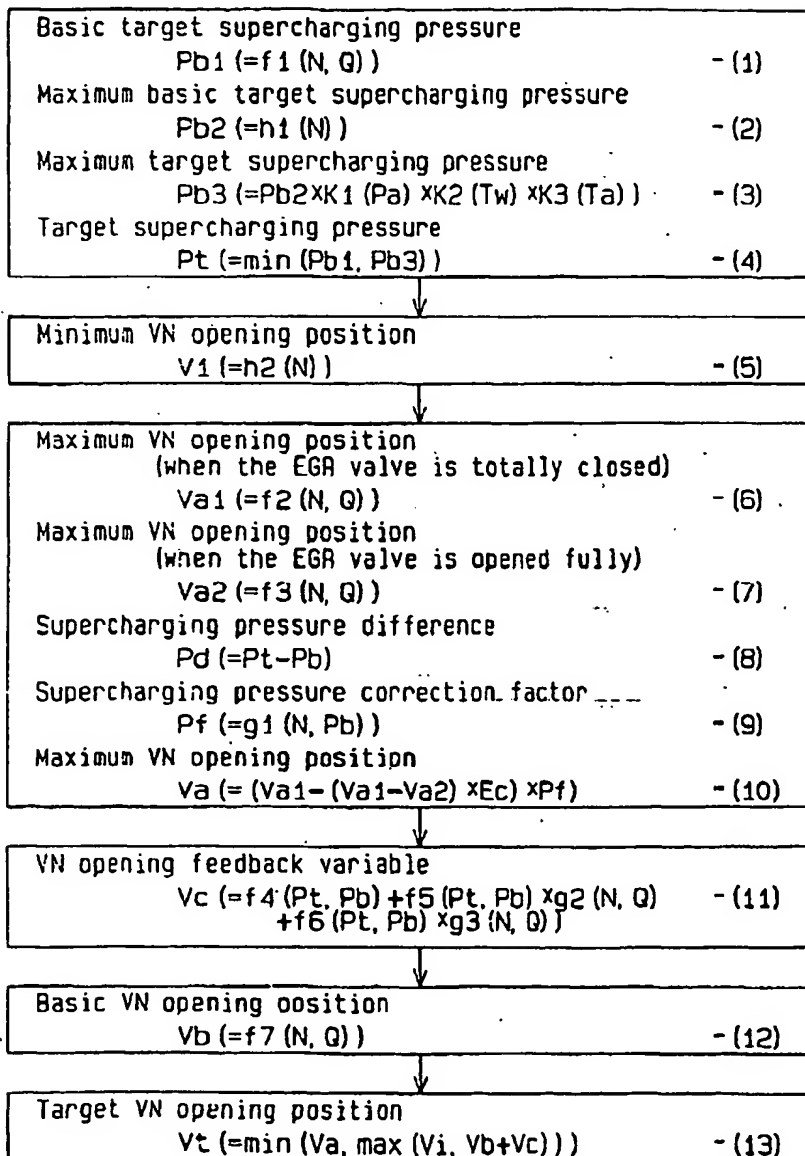 Basic target supercharging pressure
Pb1 (=f1 (N, Q) ) - (1)
Maximum basic target supercharging pressure
Pb2 (=h1 (N) ) - (2)
Maximum target supercharging pressure
Pb3 (=Pb2×K1 (Pa) ×K2 (Tw) ×K3 (Ta) ) - (3)
Target supercharging pressure
Pt (=min (Pb1, Pb3) ) - (4)
Minimum VN opening position
V1 (=h2 (N) ) - (5)
Maximum VN opening position
(when the EGR valve is totally closed)
Va1 (=f2 (N, Q) ) - (6)
Maximum VN opening position
(when the EGR valve is opened fully)
Va2 (=f3 (N, Q) ) - (7)
Supercharging pressure difference
Pd (=Pt-Pb) - (8)
Supercharging pressure correction factor
Pf (=g1 (N, Pb) ) - (9)
Maximum VN opening position
Va (= (Va1- (Va1-Va2) ×Ec) ×Pf) - (10)
VN opening feedback variable
Vc (=f4 (Pt, Pb) +f5 (Pt, Pb) ×g2 (N, Q) - (11)
+f6 (Pt, Pb) ×g3 (N, Q) )
Basic VN opening position
Vb (=f7 (N, Q) ) - (12)
Target VN opening position
Vt (=min (Va, max (Vi, Vb+Vc) ) ) - (13)